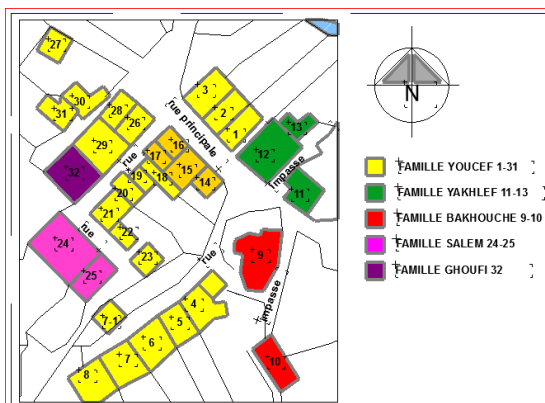 27
30
31
28
26
29
32
3
2
1
rue principale
16
17
15
14
rue
19
18
20
21
22
23
rue
24
25
13
12
11
impasse
9
rue
impasse
10
4
5
6
7
8
7-1
N
FAMILLE YOUCEF 1-31
FAMILLE YAKHLEF 11-13
FAMILLE BAKHOUCHE 9-10
FAMILLE SALEM 24-25
FAMILLE GHOUFI 32